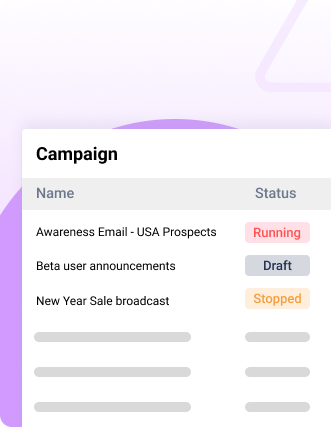 Campaign
Name Status
Awareness Email - USA Prospects Running
Beta user announcements Draft
New Year Sale broadcast Stopped